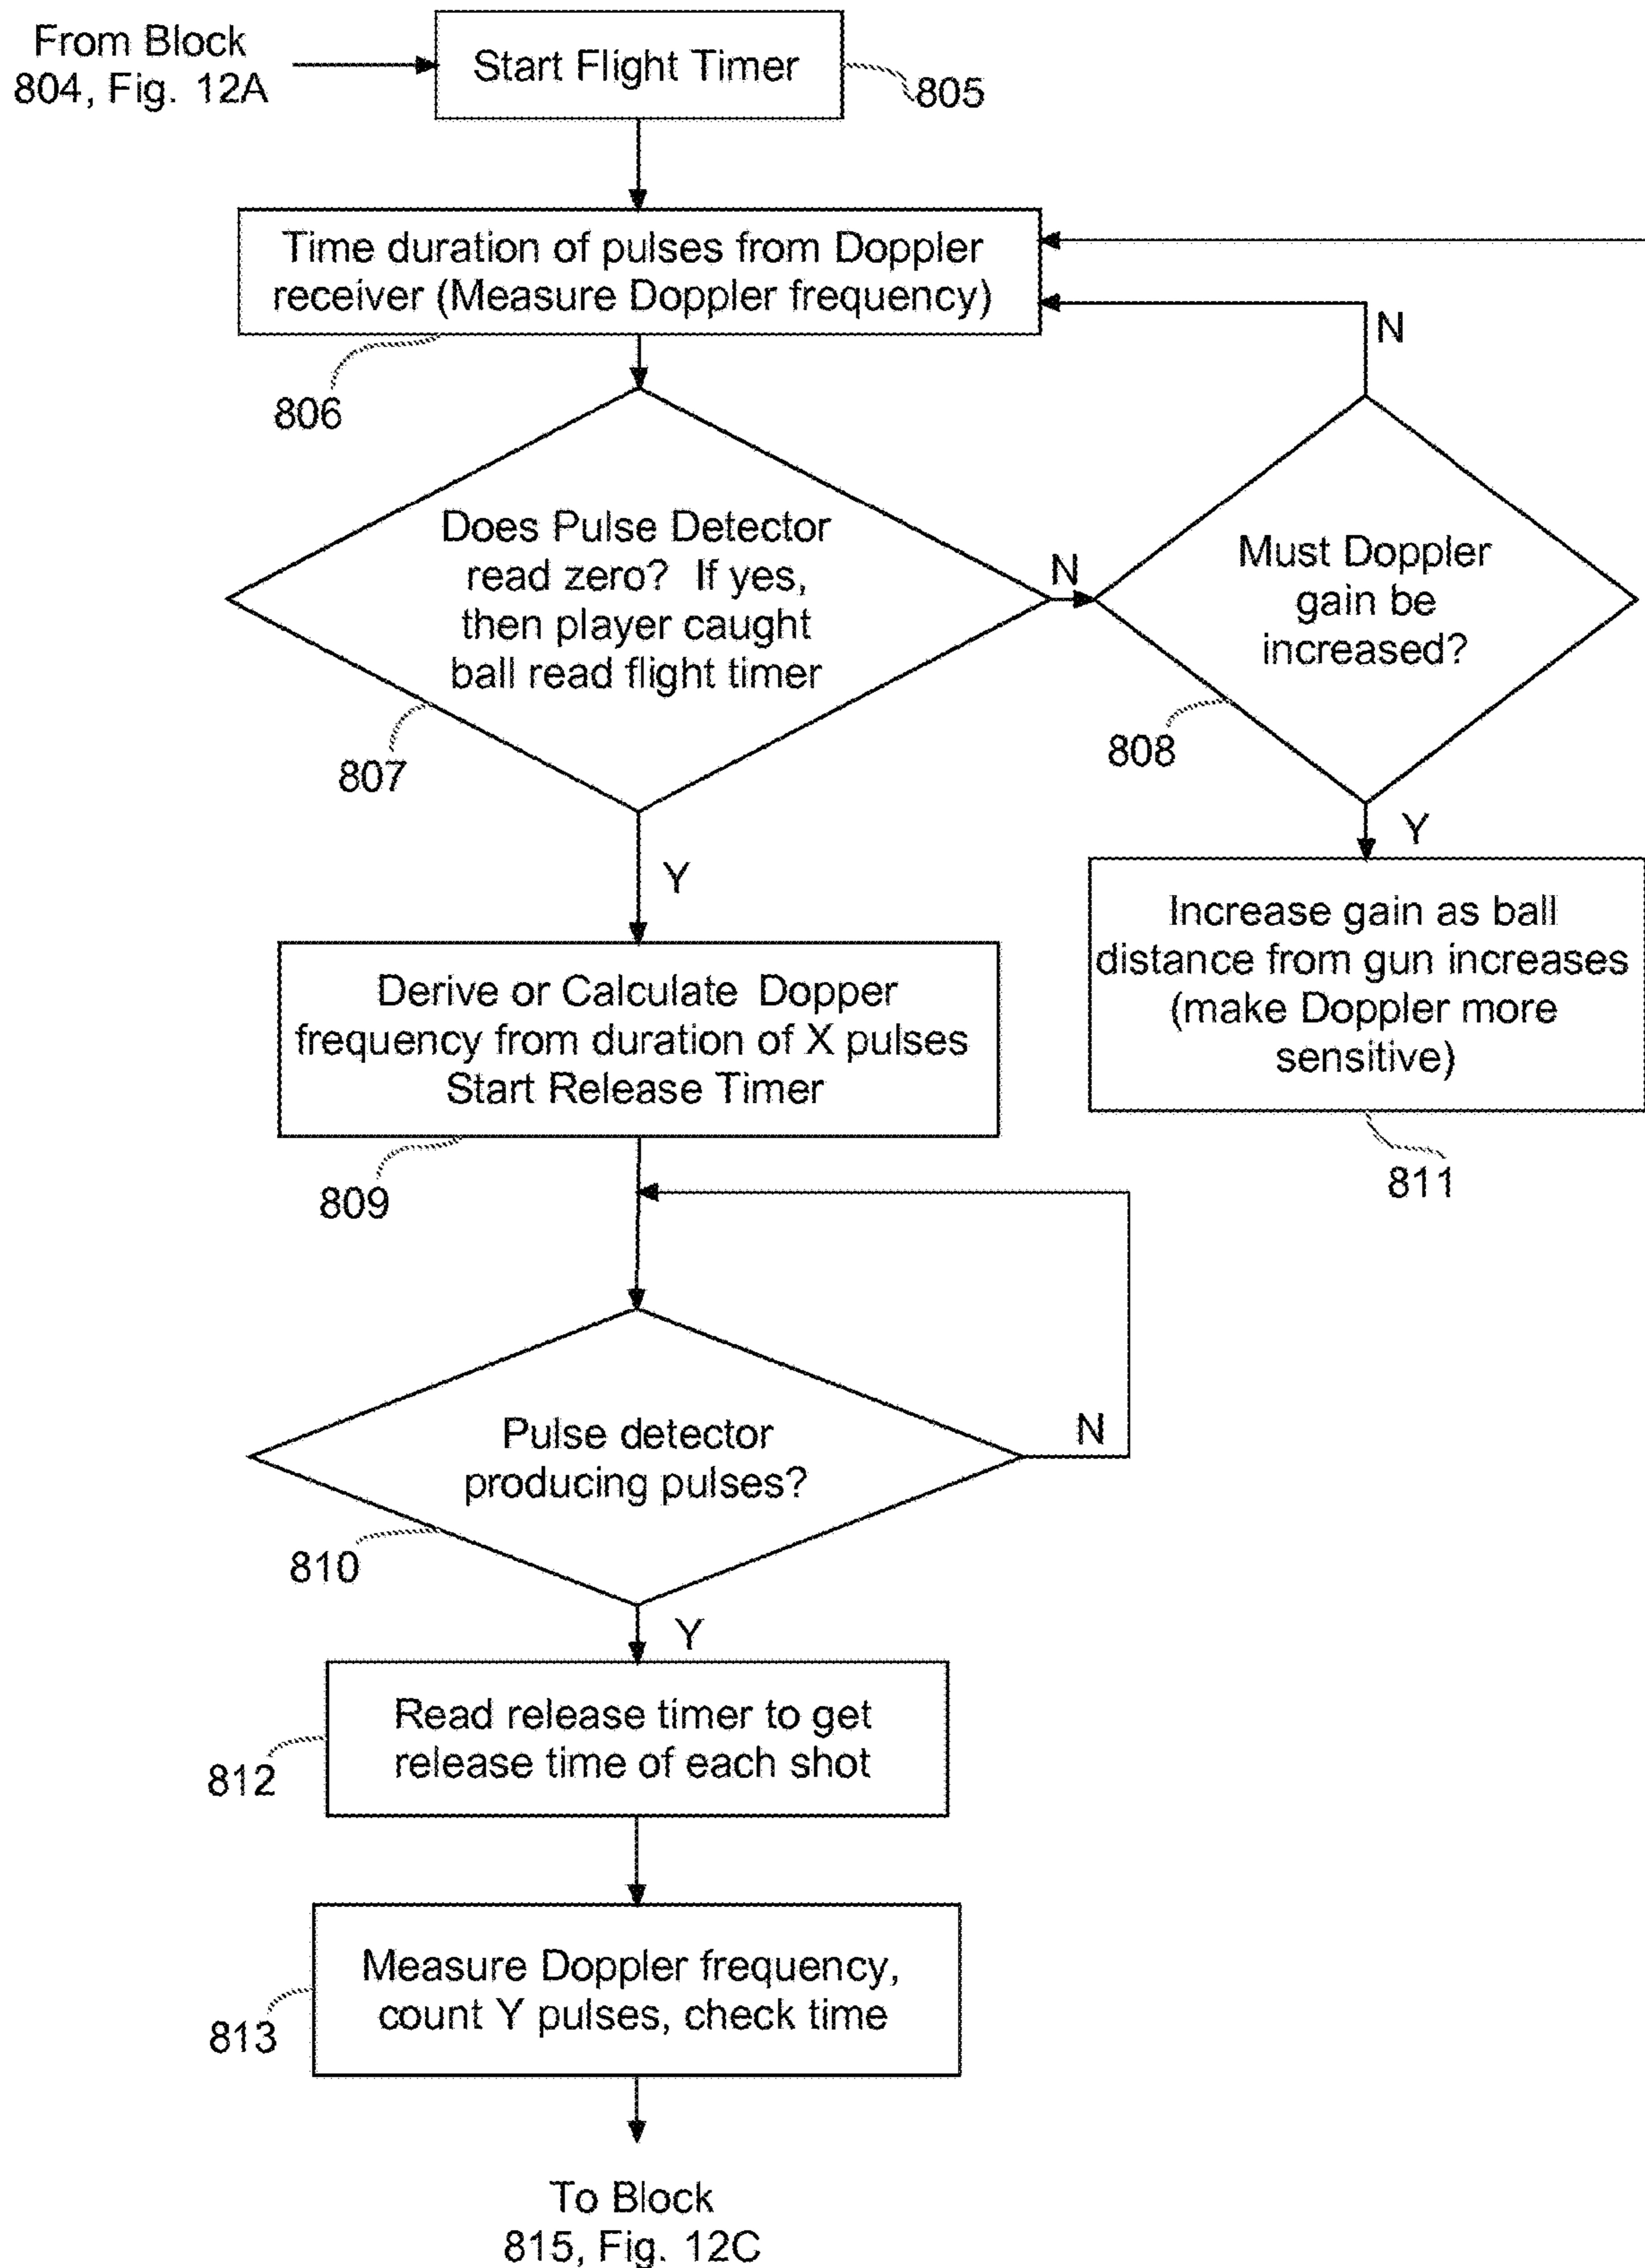 From Block
804, Fig. 12A
Start Flight Timer
805
Time duration of pulses from Doppler
receiver (Measure Doppler frequency)
806
N
Does Pulse Detector
read zero? If yes,
then player caught
ball read flight timer
807
N
Must Doppler
gain be
increased?
808
Y
Y
Increase gain as ball
distance from gun increases
(make Doppler more
sensitive)
811
Derive or Calculate Dopper
frequency from duration of X pulses
Start Release Timer
809
Pulse detector
producing pulses?
N
810
Y
Read release timer to get
release time of each shot
812
Measure Doppler frequency,
count Y pulses, check time
813
To Block
815, Fig. 12C